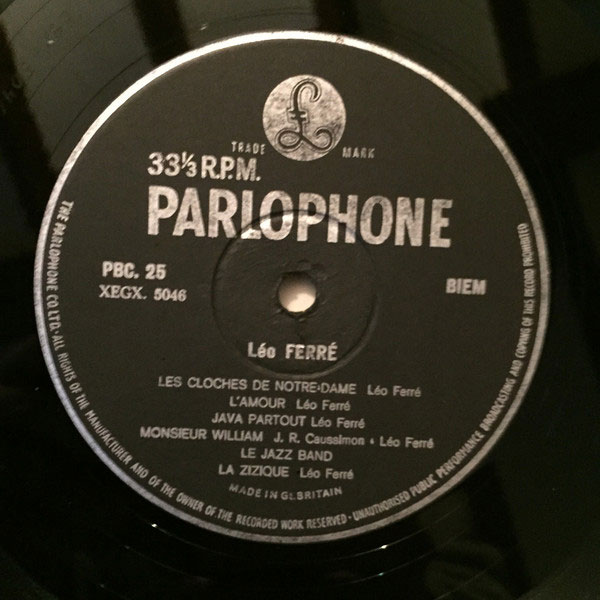 £
TRADE MARK
33⅓ R.P.M.
PARLOPHONE
PBC. 25 BIEM
XEGX. 5046
Léo FERRÉ
LES CLOCHES DE NOTRE-DAME Léo Ferré
L'AMOUR Léo Ferré
JAVA PARTOUT Léo Ferré
MONSIEUR WILLIAM J. R. Caussimon - Léo Ferré
LE JAZZ BAND
LA ZIZIQUE Léo Ferré
MADE IN GT. BRITAIN
THE PARLOPHONE CO. LTD. · ALL RIGHTS OF THE MANUFACTURER AND OF THE OWNER OF THE RECORDED WORK RESERVED · UNAUTHORISED PUBLIC PERFORMANCE BROADCASTING AND COPYING OF THIS RECORD PROHIBITED